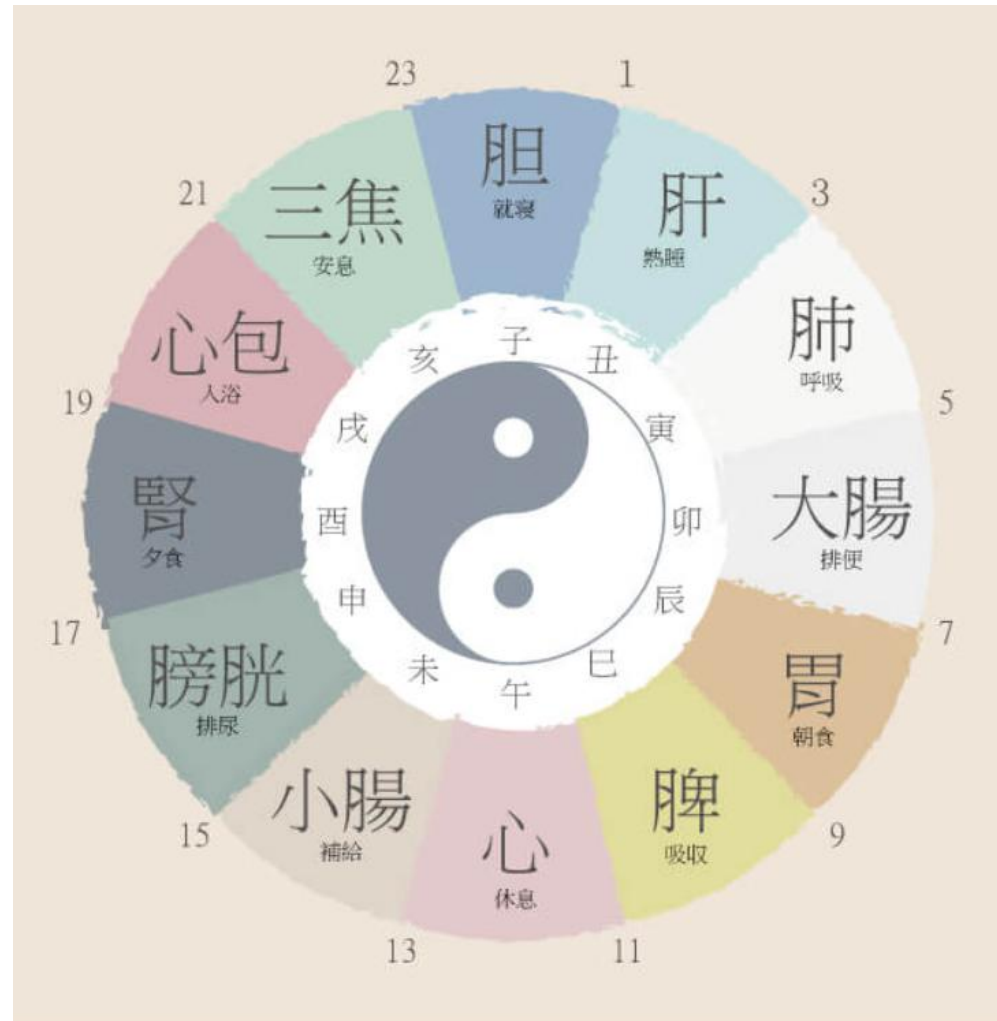 23
1
胆
就寝
肝
熟睡
3
肺
呼吸
5
大腸
排便
7
胃
朝食
9
脾
吸収
11
心
休息
13
小腸
補給
15
膀胱
排尿
17
腎
夕食
19
心包
入浴
21
三焦
安息
子
丑
寅
卯
辰
巳
午
未
申
酉
戌
亥